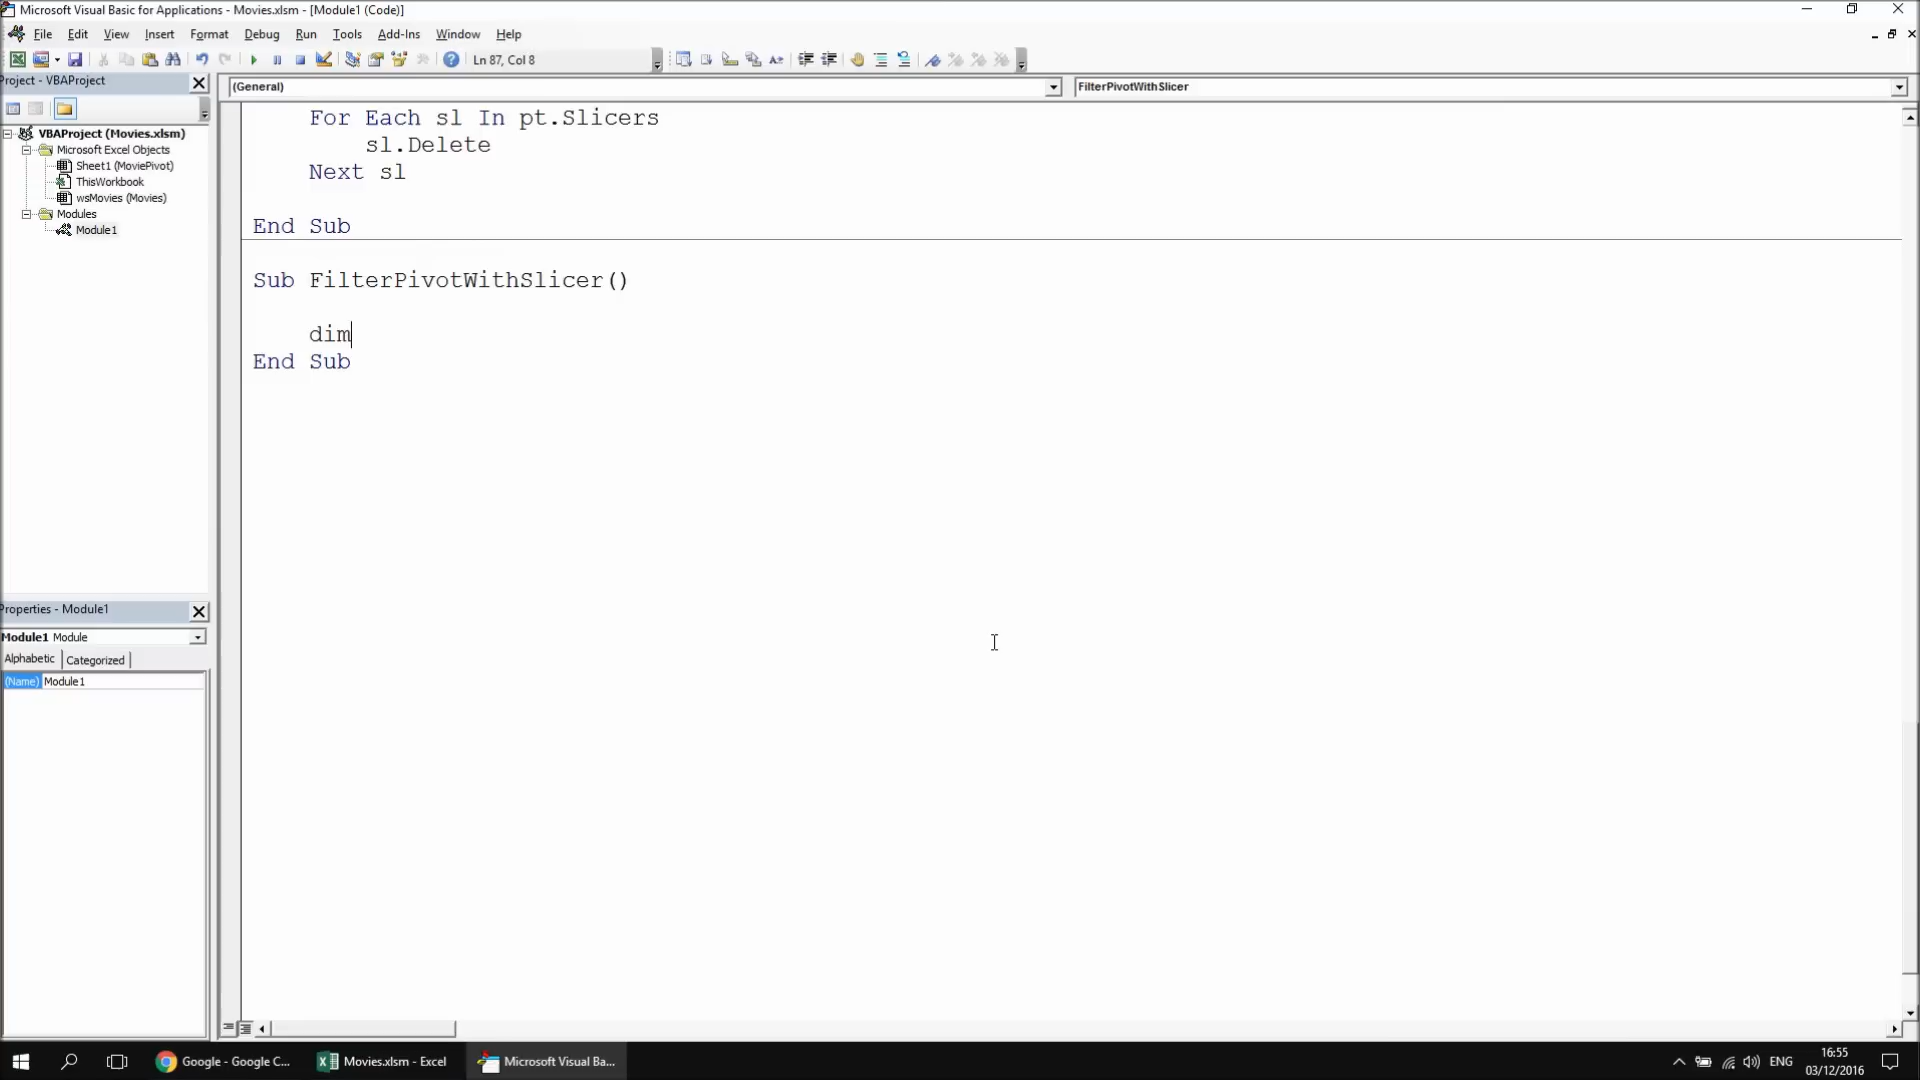 Microsoft Visual Basic for Applications - Movies.xlsm - [Module1 (Code)]
File Edit View Insert Format Debug Run Tools Add-Ins Window Help
Ln 87, Col 8
Project - VBAProject
(General)
FilterPivotWithSlicer
VBAProject (Movies.xlsm)
Microsoft Excel Objects
Sheet1 (MoviePivot)
ThisWorkbook
wsMovies (Movies)
Modules
Module1
For Each sl In pt.Slicers
sl.Delete
Next sl
End Sub
Sub FilterPivotWithSlicer()
dim
End Sub
Properties - Module1
Module1 Module
Alphabetic Categorized
(Name) Module1
Google - Google C...
Movies.xlsm - Excel
Microsoft Visual Ba...
ENG
16:55
03/12/2016